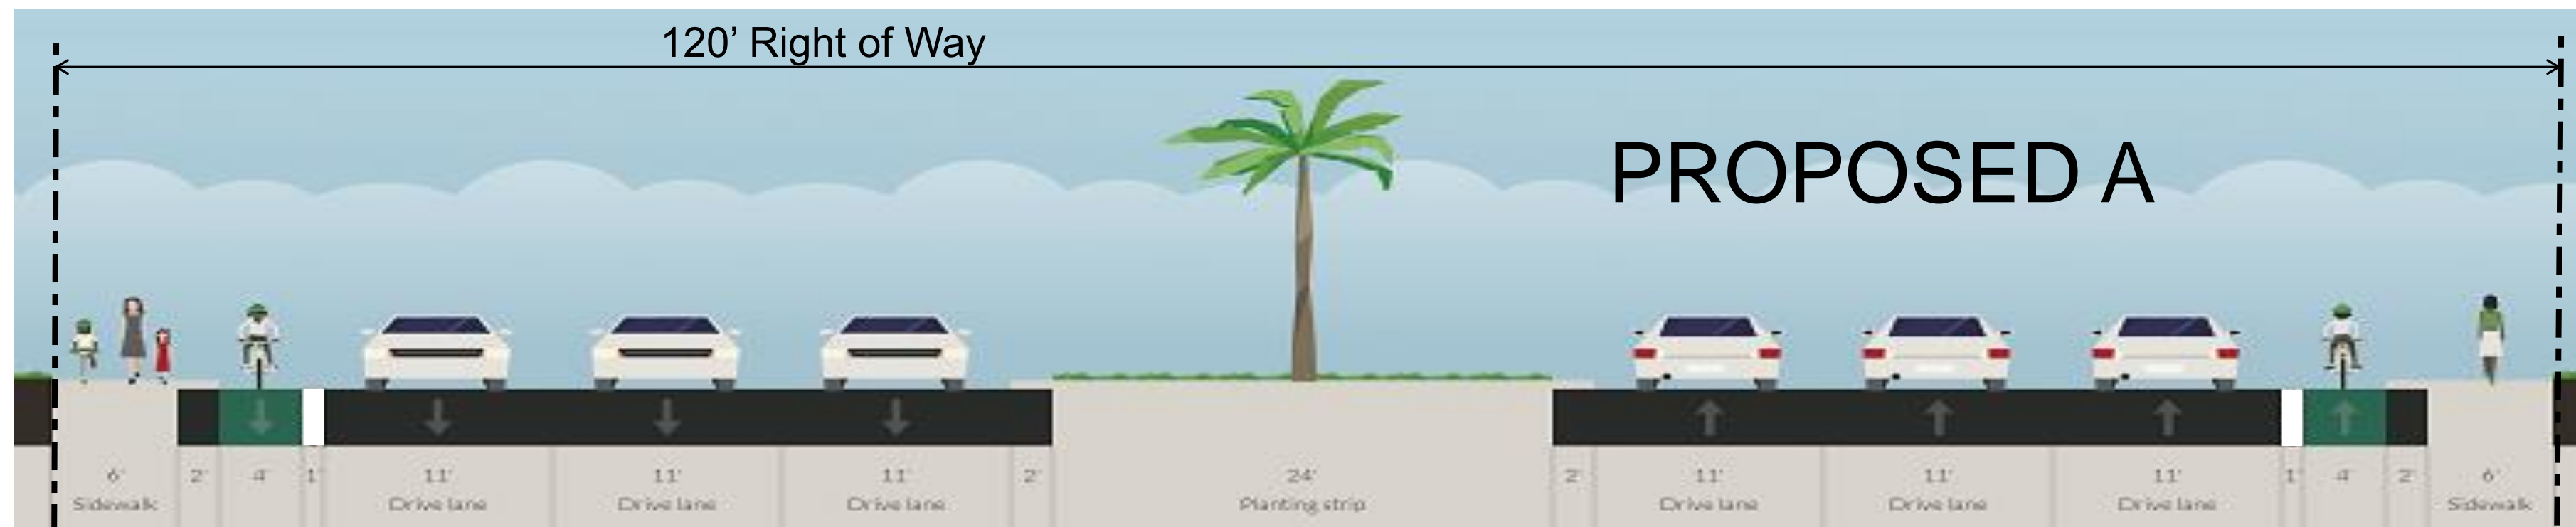 120’ Right of Way
PROPOSED A
6' 2' 4' 1' 11' 11' 11' 2' 24' 2' 11' 11' 11' 1' 4' 2' 6'
Sidewalk Drive lane Drive lane Drive lane Planting strip Drive lane Drive lane Drive lane Sidewalk